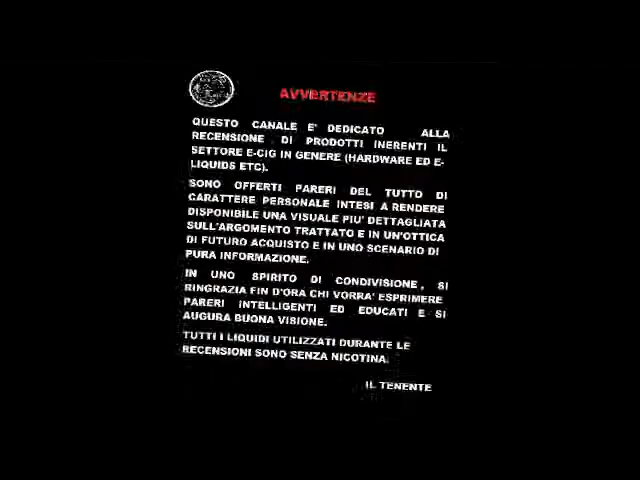 AVVERTENZE
QUESTO CANALE E' DEDICATO ALLA
RECENSIONE DI PRODOTTI INERENTI IL
SETTORE E-CIG IN GENERE (HARDWARE ED E-
LIQUIDS ETC).
SONO OFFERTI PARERI DEL TUTTO DI
CARATTERE PERSONALE INTESI A RENDERE
DISPONIBILE UNA VISUALE PIU' DETTAGLIATA
SULL'ARGOMENTO TRATTATO E IN UN'OTTICA
DI FUTURO ACQUISTO E IN UNO SCENARIO DI
PURA INFORMAZIONE.
IN UNO SPIRITO DI CONDIVISIONE, SI
RINGRAZIA FIN D'ORA CHI VORRA' ESPRIMERE
PARERI INTELLIGENTI ED EDUCATI E SI
AUGURA BUONA VISIONE.
TUTTI I LIQUIDI UTILIZZATI DURANTE LE
RECENSIONI SONO SENZA NICOTINA.
IL TENENTE